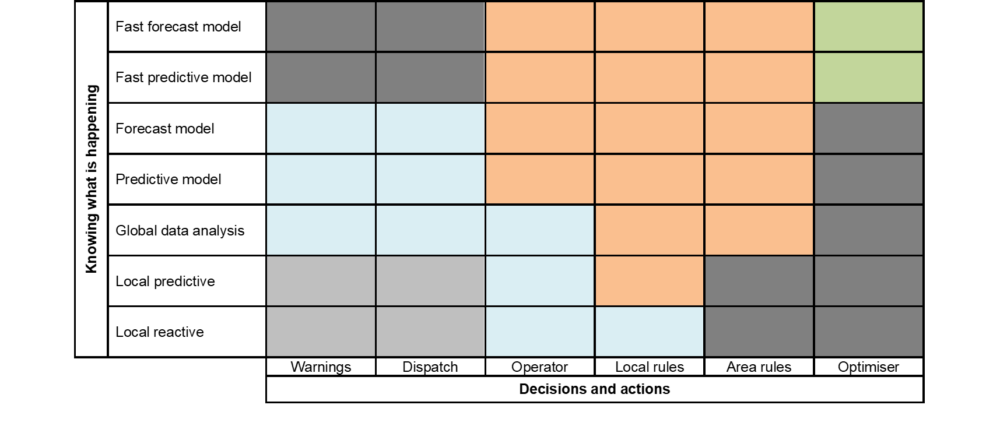 Knowing what is happening
Fast forecast model
Fast predictive model
Forecast model
Predictive model
Global data analysis
Local predictive
Local reactive
Warnings
Dispatch
Operator
Local rules
Area rules
Optimiser
Decisions and actions